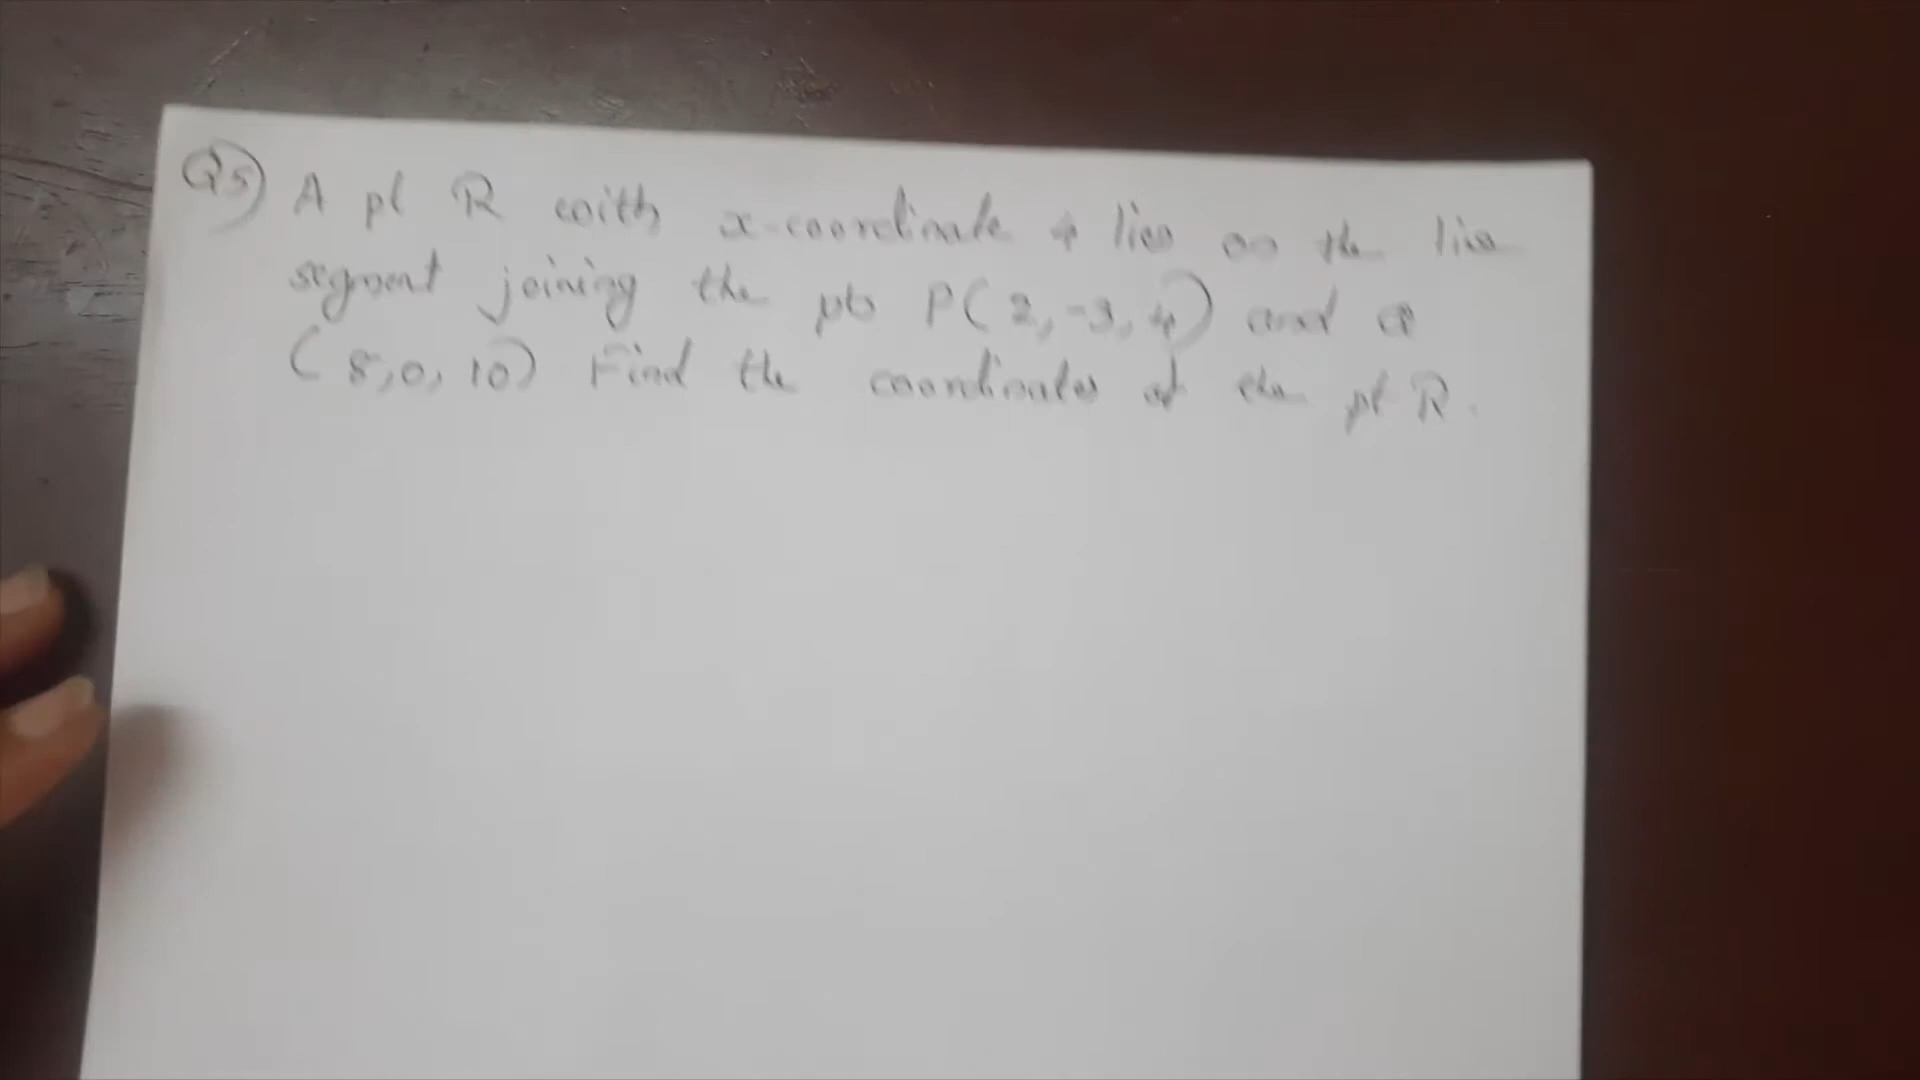 Q5) A pt R with x-coordinate 4 lies on the line
segment joining the pts P(2,-3,4) and Q
(8,0,10) Find the coordinates of the pt R.